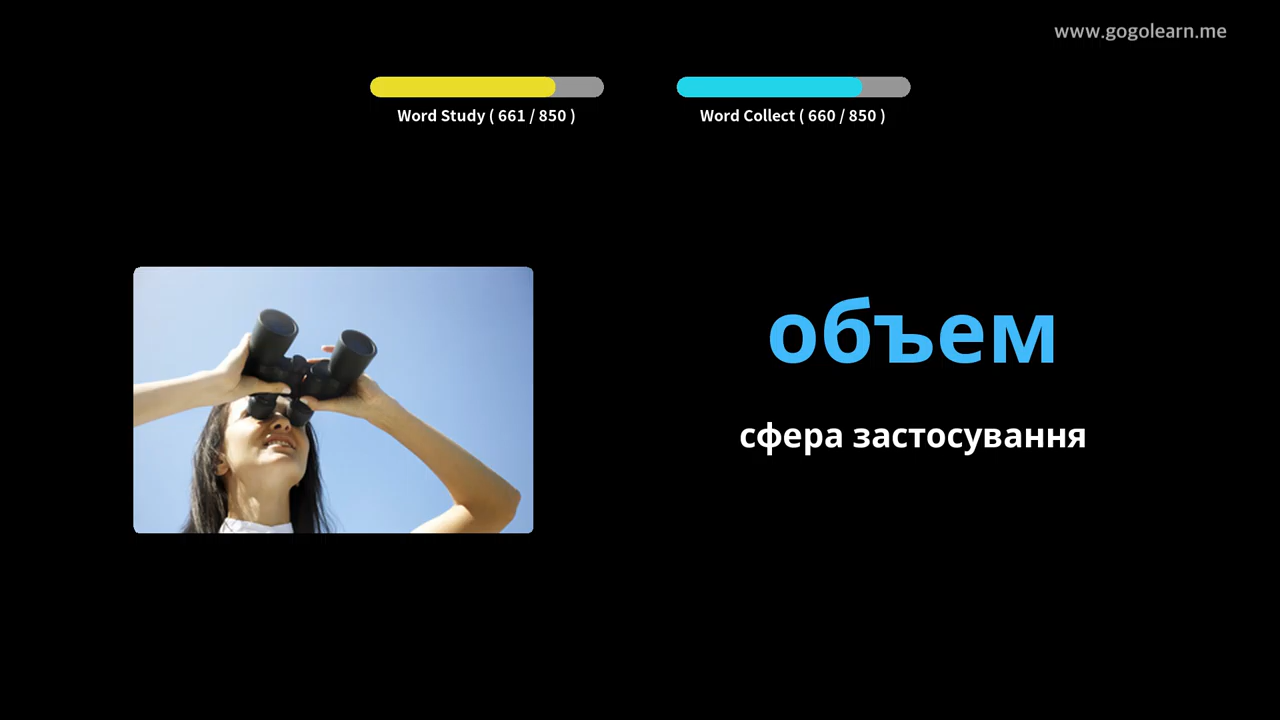 www.gogolearn.me
Word Study ( 661 / 850 )
Word Collect ( 660 / 850 )
объем
сфера застосування